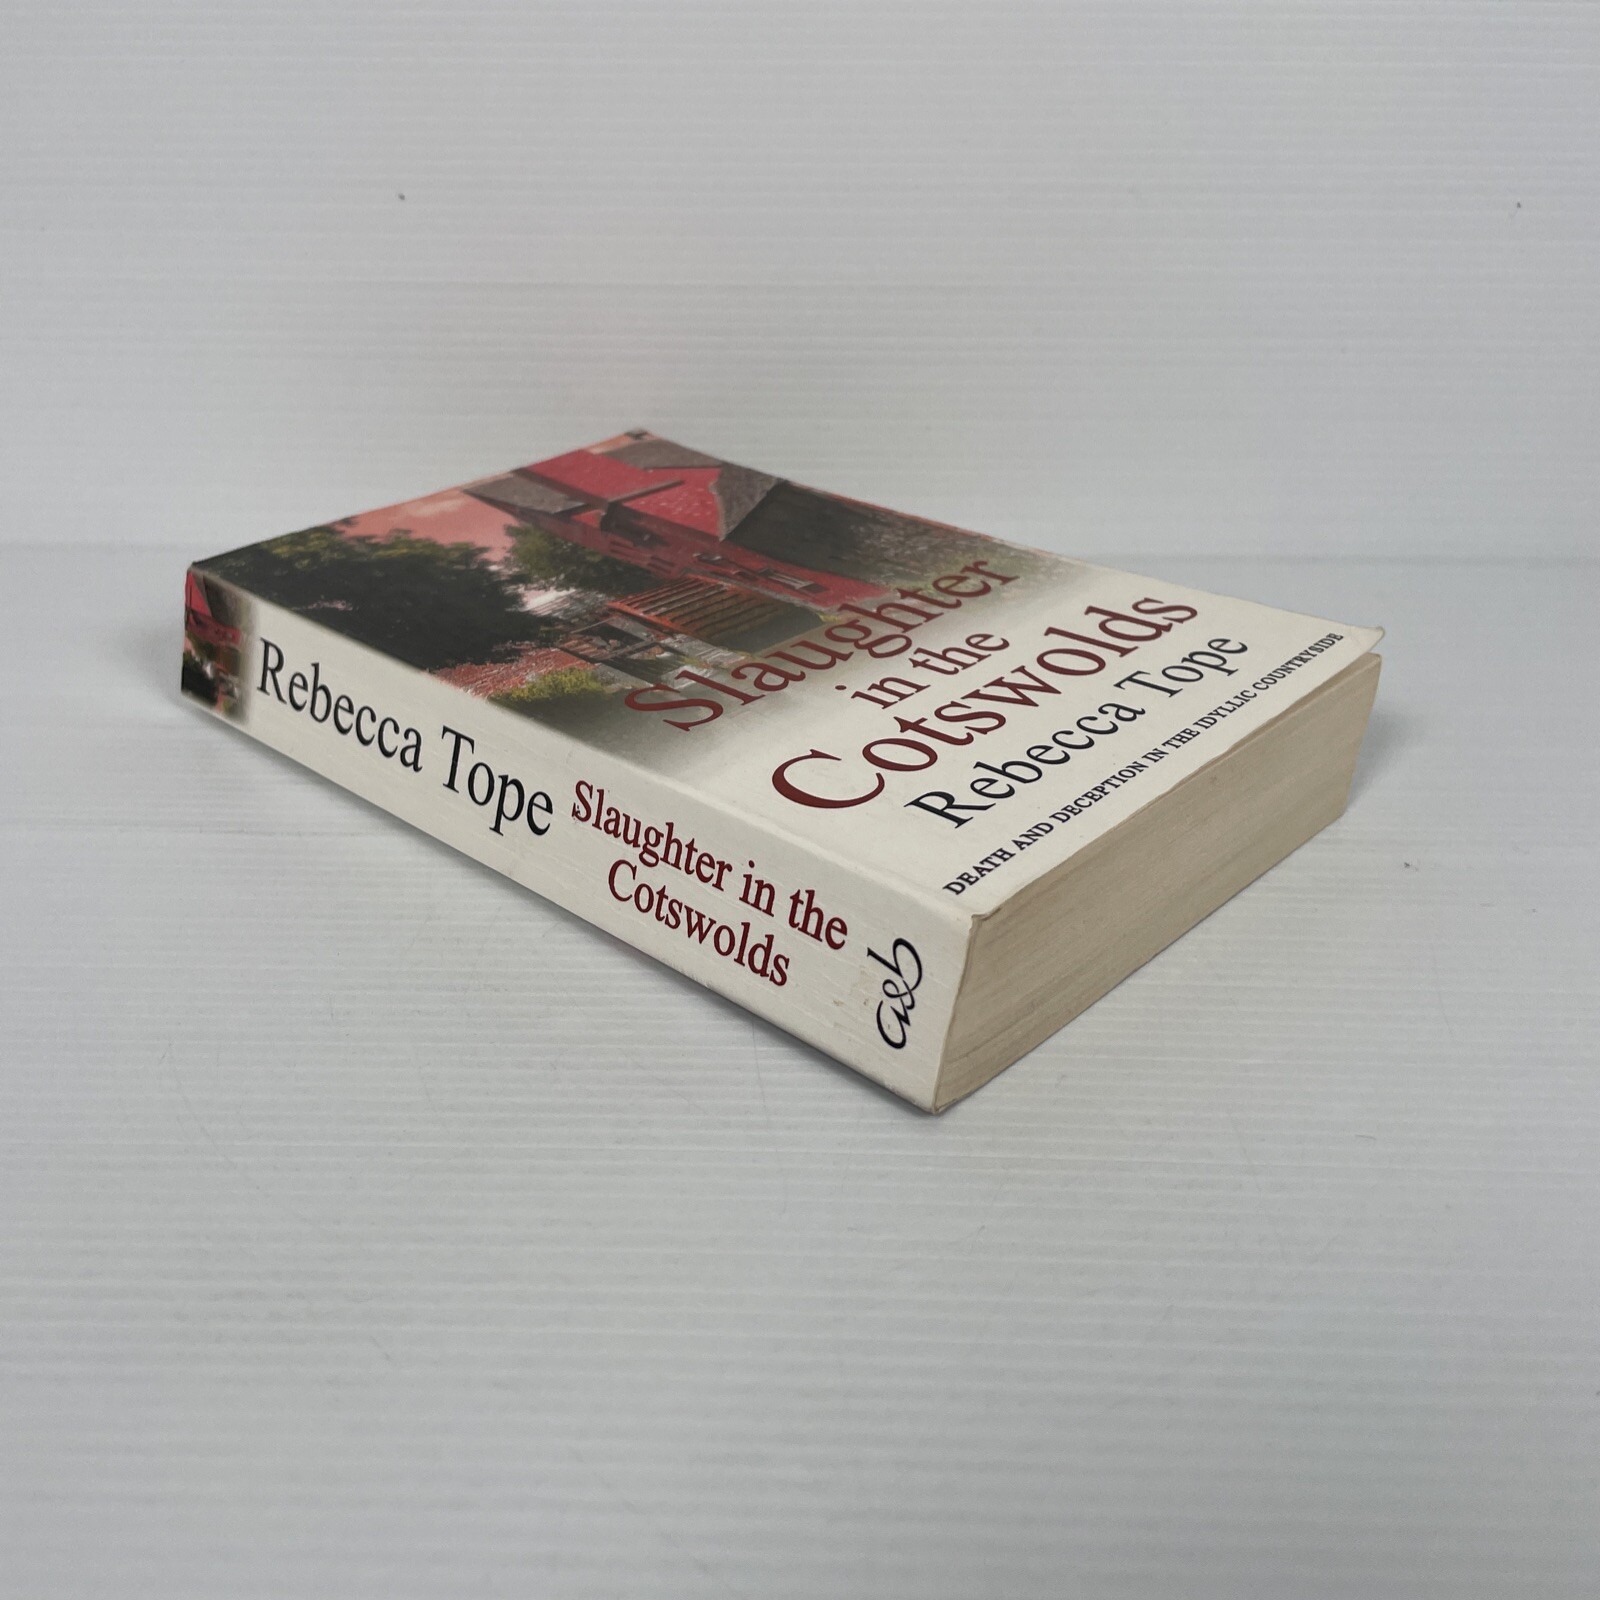 Slaughter
in the
Cotswolds
Rebecca Tope
DEATH AND DECEPTION IN THE IDYLLIC COUNTRYSIDE
Rebecca Tope
Slaughter in the
Cotswolds
a&b